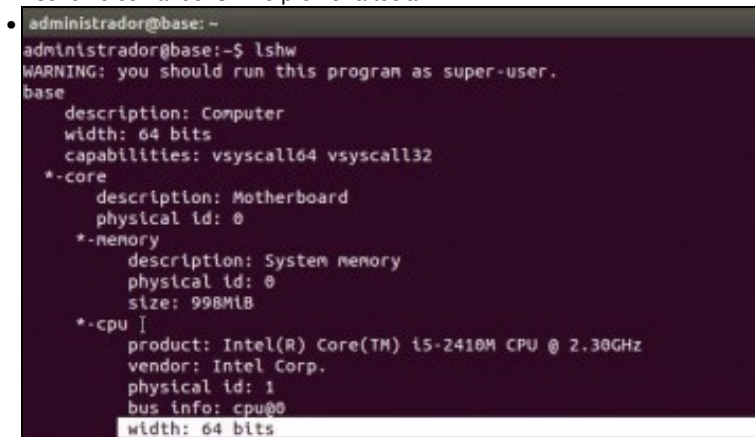 administrador@base: ~
administrador@base:~$ lshw
WARNING: you should run this program as super-user.
base
description: Computer
width: 64 bits
capabilities: vsyscall64 vsyscall32
*-core
description: Motherboard
physical id: 0
*-memory
description: System memory
physical id: 0
size: 998MiB
*-cpu
product: Intel(R) Core(TM) i5-2410M CPU @ 2.30GHz
vendor: Intel Corp.
physical id: 1
bus info: cpu@0
width: 64 bits